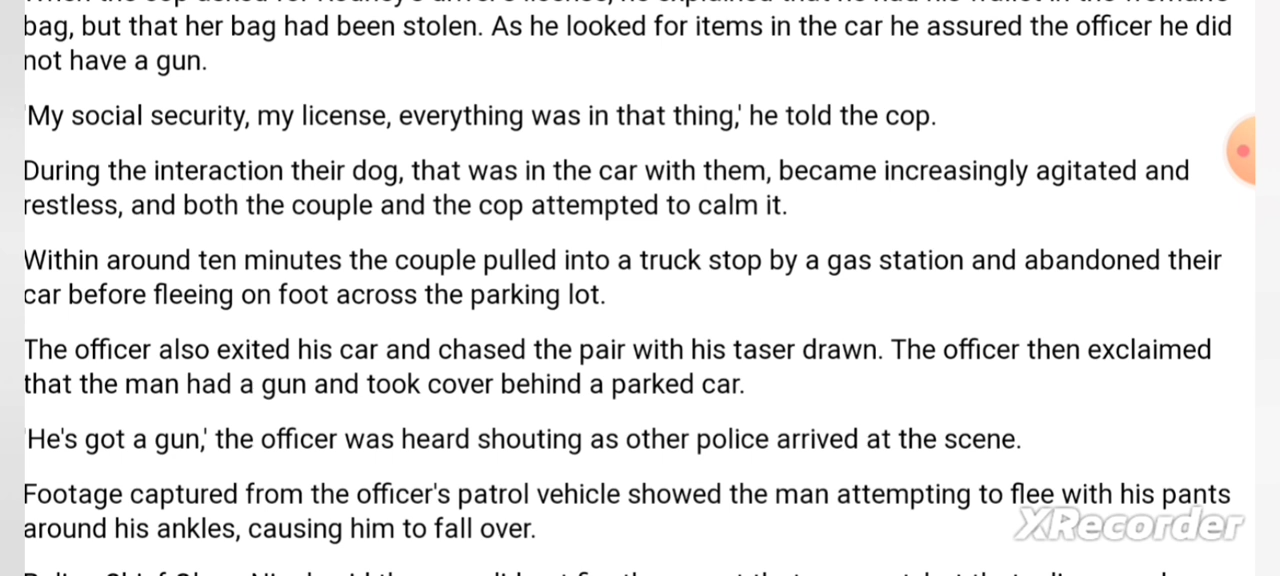 bag, but that her bag had been stolen. As he looked for items in the car he assured the officer he did
not have a gun.
'My social security, my license, everything was in that thing,' he told the cop.
During the interaction their dog, that was in the car with them, became increasingly agitated and
restless, and both the couple and the cop attempted to calm it.
Within around ten minutes the couple pulled into a truck stop by a gas station and abandoned their
car before fleeing on foot across the parking lot.
The officer also exited his car and chased the pair with his taser drawn. The officer then exclaimed
that the man had a gun and took cover behind a parked car.
'He's got a gun,' the officer was heard shouting as other police arrived at the scene.
Footage captured from the officer's patrol vehicle showed the man attempting to flee with his pants
around his ankles, causing him to fall over.
XRecorder